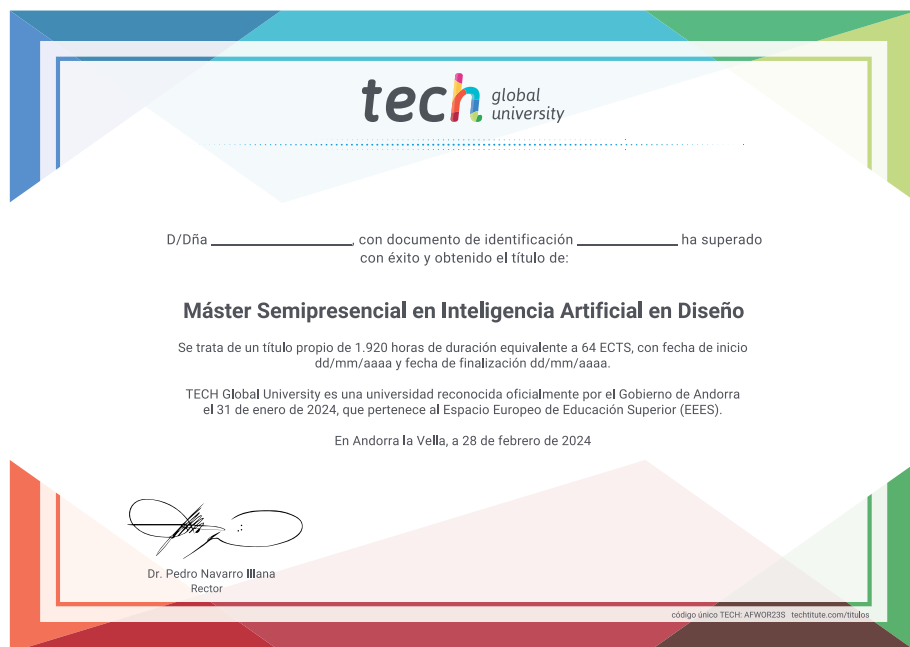 tech global
university
D/Dña ______________, con documento de identificación __________ ha superado
con éxito y obtenido el título de:
Máster Semipresencial en Inteligencia Artificial en Diseño
Se trata de un título propio de 1.920 horas de duración equivalente a 64 ECTS, con fecha de inicio
dd/mm/aaaa y fecha de finalización dd/mm/aaaa.
TECH Global University es una universidad reconocida oficialmente por el Gobierno de Andorra
el 31 de enero de 2024, que pertenece al Espacio Europeo de Educación Superior (EEES).
En Andorra la Vella, a 28 de febrero de 2024
Dr. Pedro Navarro Illana
Rector
código único TECH: AFWOR23S techtitute.com/titulos